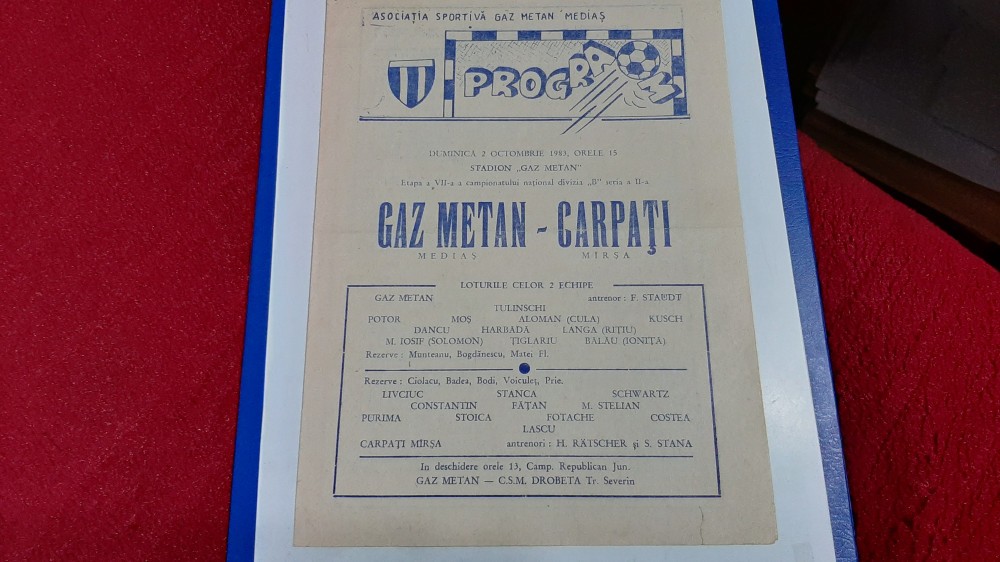 ASOCIAȚIA SPORTIVĂ GAZ METAN MEDIAȘ
PROGRAM
DUMINICĂ 2 OCTOMBRIE 1983, ORELE 15
STADION „GAZ METAN"
Etapa a VII-a a campionatului național divizia „B" seria a II-a
GAZ METAN - CARPAȚI
MEDIAȘ MÎRȘA
LOTURILE CELOR 2 ECHIPE
GAZ METAN antrenor : F. STAUDT
TULINSCHI
POTOR MOȘ ALOMAN (CULA) KUSCH
DANCU HARBADĂ LANGA (RIȚIU)
M. IOSIF (SOLOMON) ȚIGLARIU BĂLĂU (IONIȚĂ)
Rezerve : Munteanu, Bogdănescu, Matei Fl.
Rezerve : Ciolacu, Badea, Bodi, Voiculeț, Prie.
LIVCIUC STANCA SCHWARTZ
CONSTANTIN FĂȚAN M. STELIAN
PURIMA STOICA FOTACHE COSTEA
LASCU
CARPAȚI MÎRȘA antrenori : H. RÄTSCHER și S. STANA
In deschidere orele 13, Camp. Republican Jun.
GAZ METAN — C.S.M. DROBETA Tr. Severin